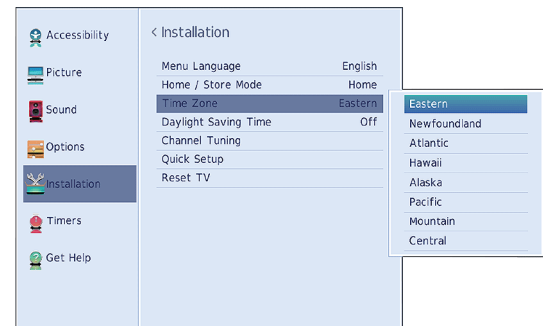 Accessibility
Picture
Sound
Options
Installation
Timers
Get Help
< Installation
Menu Language English
Home / Store Mode Home
Time Zone Eastern
Daylight Saving Time Off
Channel Tuning
Quick Setup
Reset TV
Eastern
Newfoundland
Atlantic
Hawaii
Alaska
Pacific
Mountain
Central